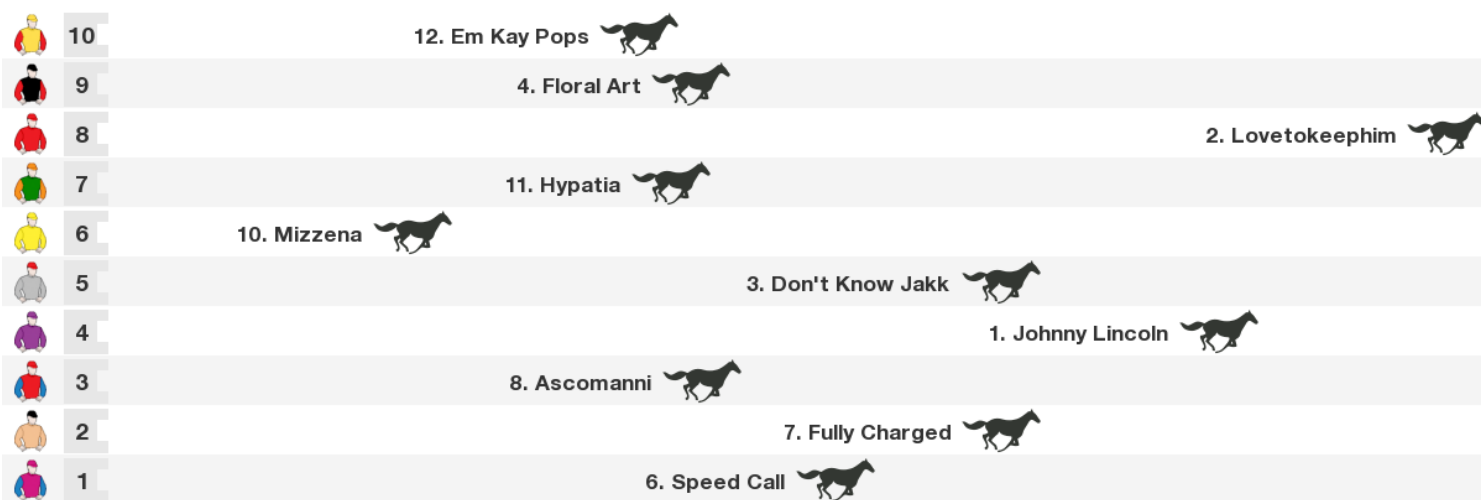 10 12. Em Kay Pops
9 4. Floral Art
8 2. Lovetokeephim
7 11. Hypatia
6 10. Mizzena
5 3. Don't Know Jakk
4 1. Johnny Lincoln
3 8. Ascomanni
2 7. Fully Charged
1 6. Speed Call